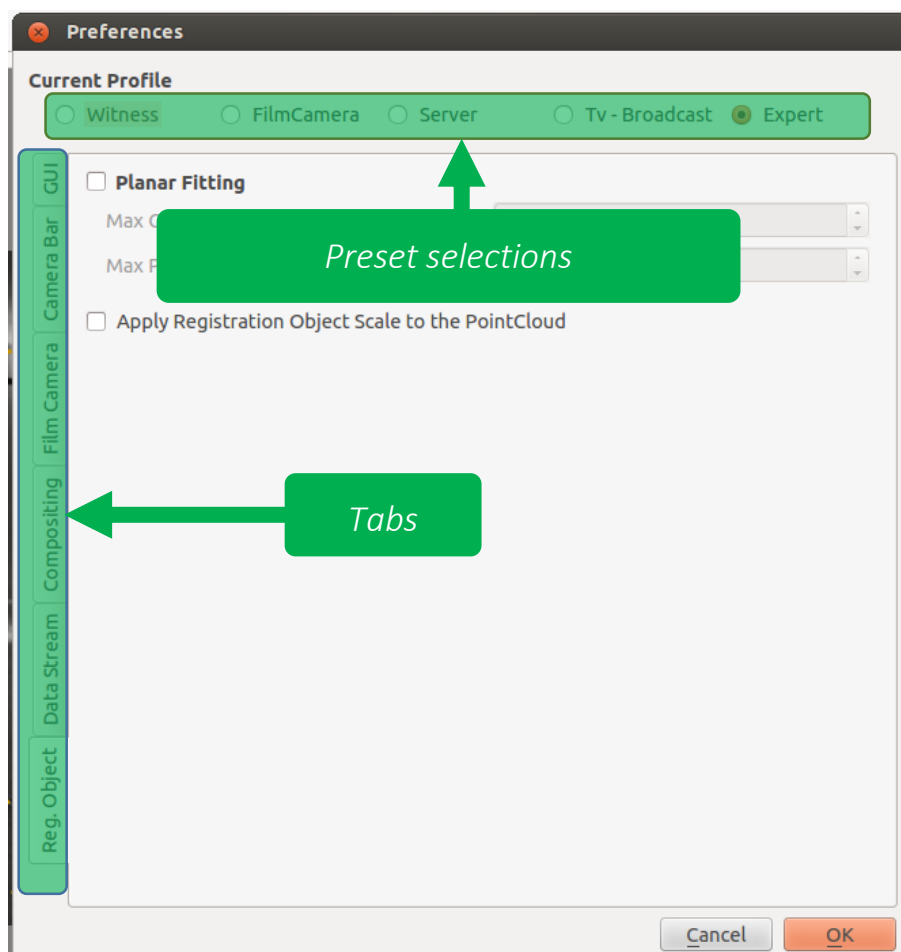 Preferences
Current Profile
Witness FilmCamera Server Tv - Broadcast Expert
GUI
Camera Bar
Film Camera
Compositing
Data Stream
Reg. Object
Planar Fitting
Max
Max
Preset selections
Apply Registration Object Scale to the PointCloud
Tabs
Cancel OK